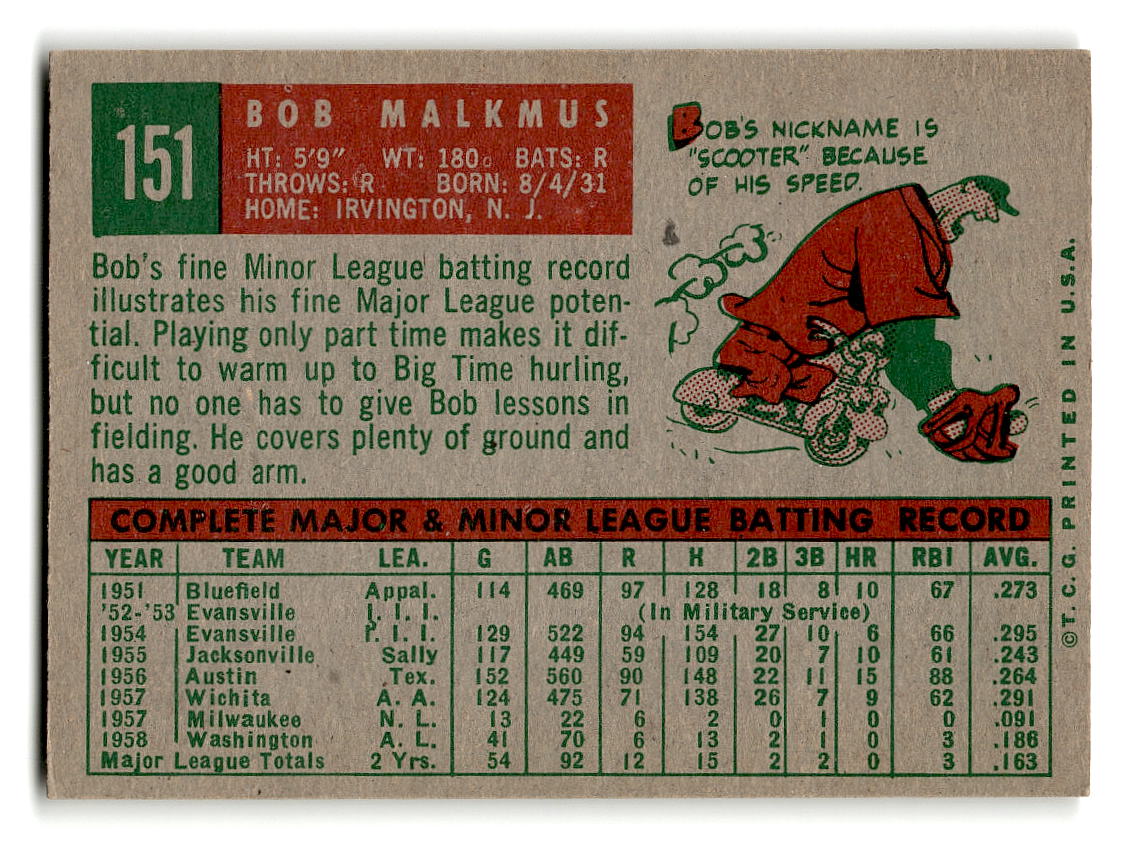 151
BOB MALKMUS
HT: 5'9" WT: 180 BATS: R
THROWS: R BORN: 8/4/31
HOME: IRVINGTON, N. J.
BOB'S NICKNAME IS
"SCOOTER" BECAUSE
OF HIS SPEED.
Bob's fine Minor League batting record
illustrates his fine Major League poten-
tial. Playing only part time makes it dif-
ficult to warm up to Big Time hurling,
but no one has to give Bob lessons in
fielding. He covers plenty of ground and
has a good arm.
COMPLETE MAJOR & MINOR LEAGUE BATTING RECORD
YEAR TEAM LEA. G AB R H 2B 3B HR RBI AVG.
1951 Bluefield Appal. 114 469 97 128 18 8 10 67 .273
'52-'53 Evansville I. I. I. (In Military Service)
1954 Evansville I. I. I. 129 522 94 154 27 10 6 66 .295
1955 Jacksonville Sally 117 449 59 109 20 7 10 61 .243
1956 Austin Tex. 152 560 90 148 22 11 15 88 .264
1957 Wichita A. A. 124 475 71 138 26 7 9 62 .291
1957 Milwaukee N. L. 13 22 6 2 0 1 0 0 .091
1958 Washington A. L. 41 70 6 13 2 1 0 3 .186
Major League Totals 2 Yrs. 54 92 12 15 2 2 0 3 .163
©T. C. G. PRINTED IN U.S.A.